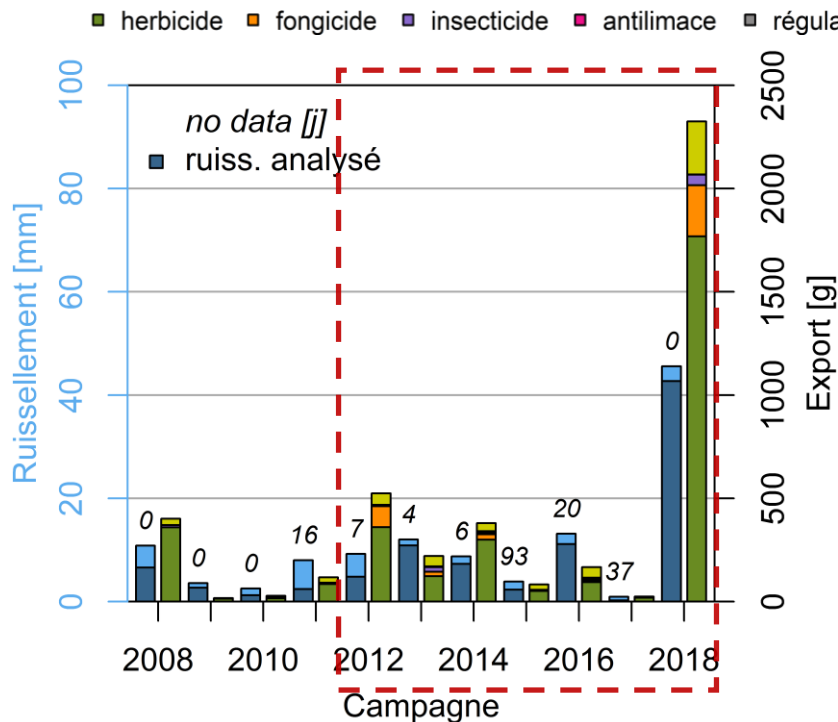 herbicide fongicide insecticide antilimace régula
100 2500
no data [j]
ruiss. analysé
80 2000
60 1500
0
40 1000
20 500
0 0 0 16 7 4 6 93 20 37
0 0
Ruissellement [mm]
Export [g]
2008 2010 2012 2014 2016 2018
Campagne